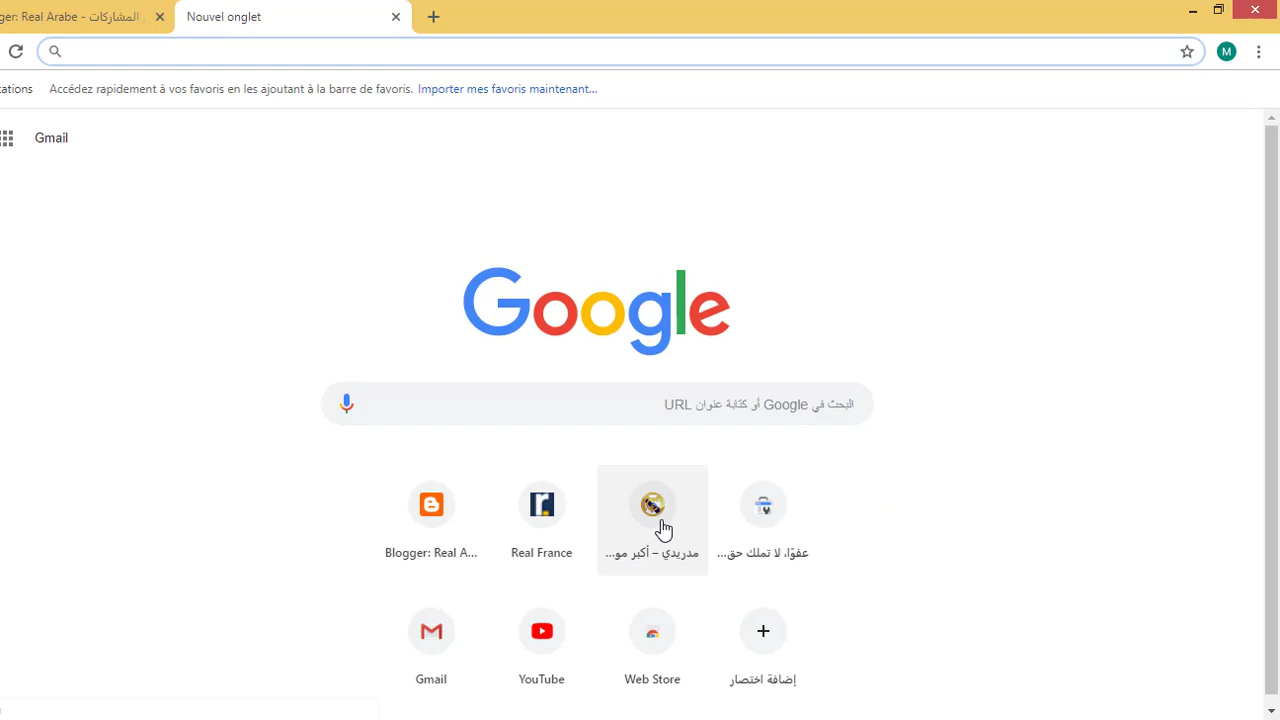 gger: Real Arabe - المشاركات
Nouvel onglet
M
cations
Accédez rapidement à vos favoris en les ajoutant à la barre de favoris. Importer mes favoris maintenant...
Gmail
Google
البحث في Google أو كتابة عنوان URL
Blogger: Real A...
Real France
مدريدي – أكبر مو...
عفوًا، لا تملك حق...
Gmail
YouTube
Web Store
إضافة اختصار